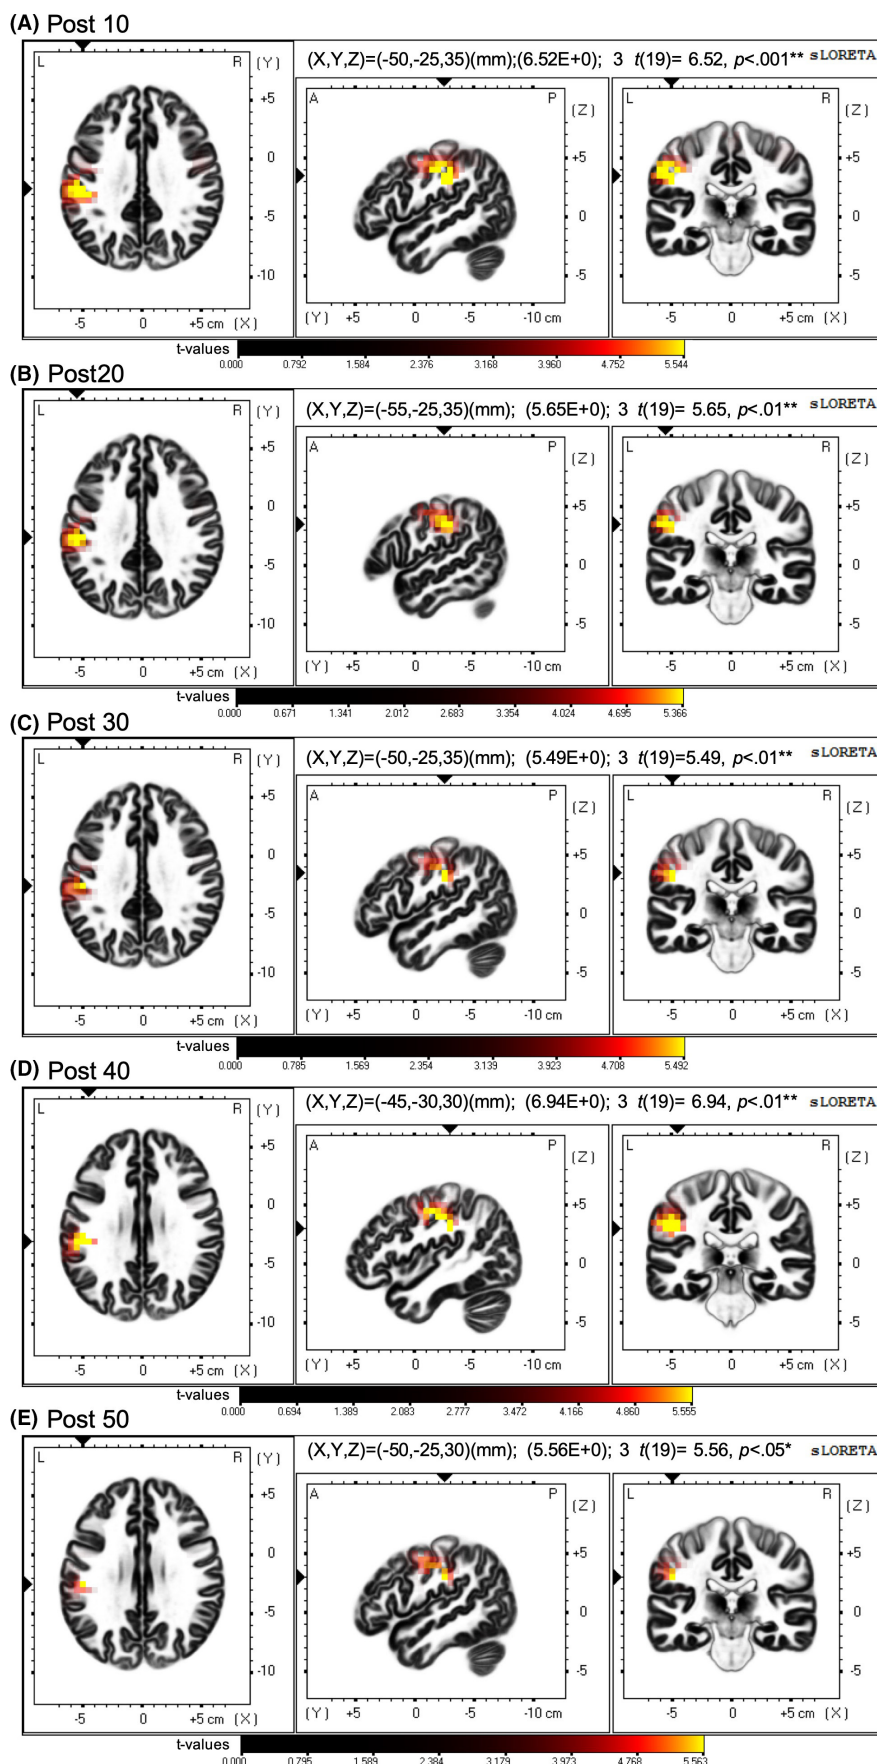 (A) Post 10
L R (Y)
(X,Y,Z)=(-50,-25,35)(mm);(6.52E+0); 3 t(19)= 6.52, p<.001** sLORETA
A P (Z)
L R (Z)
+5
0
-5
-10
+5
0
-5
+5
0
-5
-5 0 +5 cm (X)
(Y) +5 0 -5 -10 cm
-5 0 +5 cm (X)
t-values
0.000 0.792 1.584 2.376 3.168 3.960 4.752 5.544
(B) Post20
L R (Y)
(X,Y,Z)=(-55,-25,35)(mm); (5.65E+0); 3 t(19)= 5.65, p<.01** sLORETA
A P (Z)
L R (Z)
+5
0
-5
-10
+5
0
-5
+5
0
-5
-5 0 +5 cm (X)
(Y) +5 0 -5 -10 cm
-5 0 +5 cm (X)
t-values
0.000 0.671 1.341 2.012 2.683 3.354 4.024 4.695 5.366
(C) Post 30
L R (Y)
(X,Y,Z)=(-50,-25,35)(mm); (5.49E+0); 3 t(19)=5.49, p<.01** sLORETA
A P (Z)
L R (Z)
+5
0
-5
-10
+5
0
-5
+5
0
-5
-5 0 +5 cm (X)
(Y) +5 0 -5 -10 cm
-5 0 +5 cm (X)
t-values
0.000 0.785 1.569 2.354 3.139 3.923 4.708 5.492
(D) Post 40
L R (Y)
(X,Y,Z)=(-45,-30,30)(mm); (6.94E+0); 3 t(19)= 6.94, p<.01** sLORETA
A P (Z)
L R (Z)
+5
0
-5
-10
+5
0
-5
+5
0
-5
-5 0 +5 cm (X)
(Y) +5 0 -5 -10 cm
-5 0 +5 cm (X)
t-values
0.000 0.694 1.389 2.083 2.777 3.472 4.166 4.860 5.555
(E) Post 50
L R (Y)
(X,Y,Z)=(-50,-25,30)(mm); (5.56E+0); 3 t(19)= 5.56, p<.05* sLORETA
A P (Z)
L R (Z)
+5
0
-5
-10
+5
0
-5
+5
0
-5
-5 0 +5 cm (X)
(Y) +5 0 -5 -10 cm
-5 0 +5 cm (X)
t-values
0.000 0.795 1.589 2.384 3.179 3.973 4.768 5.563